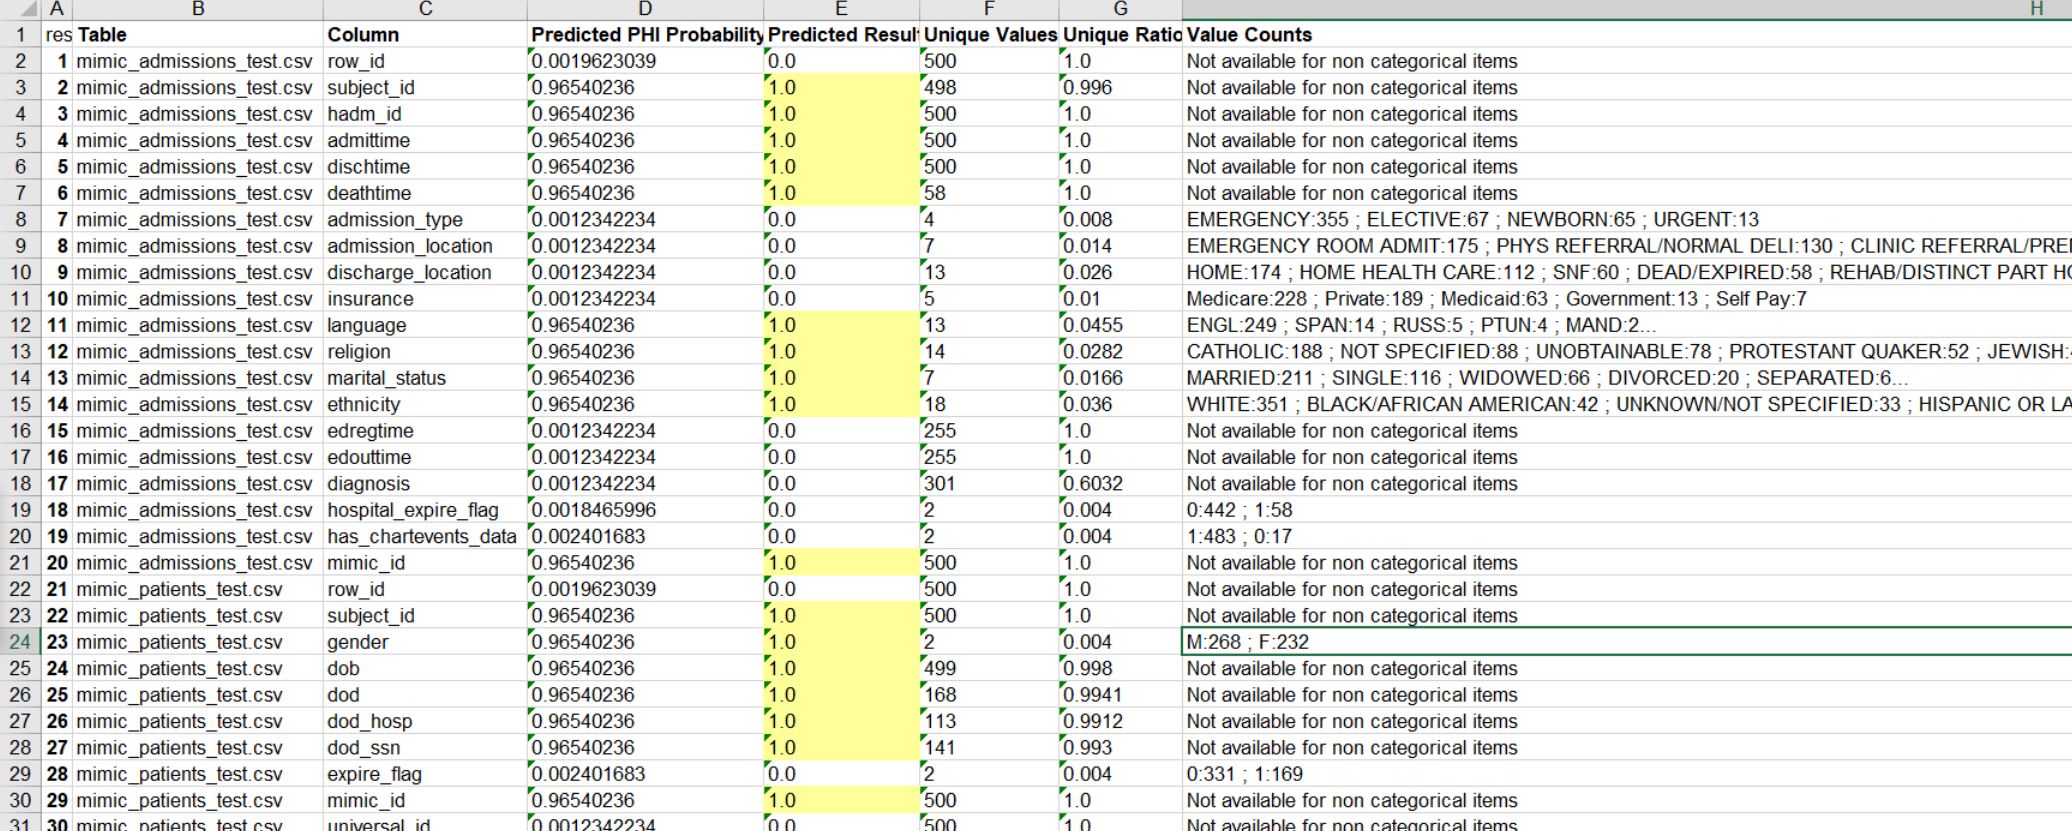 A B C D E F G H
1 res Table Column Predicted PHI Probability Predicted Resul Unique Values Unique Ratio Value Counts
2 1 mimic_admissions_test.csv row_id 0.0019623039 0.0 500 1.0 Not available for non categorical items
3 2 mimic_admissions_test.csv subject_id 0.96540236 1.0 498 0.996 Not available for non categorical items
4 3 mimic_admissions_test.csv hadm_id 0.96540236 1.0 500 1.0 Not available for non categorical items
5 4 mimic_admissions_test.csv admittime 0.96540236 1.0 500 1.0 Not available for non categorical items
6 5 mimic_admissions_test.csv dischtime 0.96540236 1.0 500 1.0 Not available for non categorical items
7 6 mimic_admissions_test.csv deathtime 0.96540236 1.0 58 1.0 Not available for non categorical items
8 7 mimic_admissions_test.csv admission_type 0.0012342234 0.0 4 0.008 EMERGENCY:355 ; ELECTIVE:67 ; NEWBORN:65 ; URGENT:13
9 8 mimic_admissions_test.csv admission_location 0.0012342234 0.0 7 0.014 EMERGENCY ROOM ADMIT:175 ; PHYS REFERRAL/NORMAL DELI:130 ; CLINIC REFERRAL/PRE
10 9 mimic_admissions_test.csv discharge_location 0.0012342234 0.0 13 0.026 HOME:174 ; HOME HEALTH CARE:112 ; SNF:60 ; DEAD/EXPIRED:58 ; REHAB/DISTINCT PART H
11 10 mimic_admissions_test.csv insurance 0.0012342234 0.0 5 0.01 Medicare:228 ; Private:189 ; Medicaid:63 ; Government:13 ; Self Pay:7
12 11 mimic_admissions_test.csv language 0.96540236 1.0 13 0.0455 ENGL:249 ; SPAN:14 ; RUSS:5 ; PTUN:4 ; MAND:2...
13 12 mimic_admissions_test.csv religion 0.96540236 1.0 14 0.0282 CATHOLIC:188 ; NOT SPECIFIED:88 ; UNOBTAINABLE:78 ; PROTESTANT QUAKER:52 ; JEWISH:
14 13 mimic_admissions_test.csv marital_status 0.96540236 1.0 7 0.0166 MARRIED:211 ; SINGLE:116 ; WIDOWED:66 ; DIVORCED:20 ; SEPARATED:6...
15 14 mimic_admissions_test.csv ethnicity 0.96540236 1.0 18 0.036 WHITE:351 ; BLACK/AFRICAN AMERICAN:42 ; UNKNOWN/NOT SPECIFIED:33 ; HISPANIC OR LA
16 15 mimic_admissions_test.csv edregtime 0.0012342234 0.0 255 1.0 Not available for non categorical items
17 16 mimic_admissions_test.csv edouttime 0.0012342234 0.0 255 1.0 Not available for non categorical items
18 17 mimic_admissions_test.csv diagnosis 0.0012342234 0.0 301 0.6032 Not available for non categorical items
19 18 mimic_admissions_test.csv hospital_expire_flag 0.0018465996 0.0 2 0.004 0:442 ; 1:58
20 19 mimic_admissions_test.csv has_chartevents_data 0.002401683 0.0 2 0.004 1:483 ; 0:17
21 20 mimic_admissions_test.csv mimic_id 0.96540236 1.0 500 1.0 Not available for non categorical items
22 21 mimic_patients_test.csv row_id 0.0019623039 0.0 500 1.0 Not available for non categorical items
23 22 mimic_patients_test.csv subject_id 0.96540236 1.0 500 1.0 Not available for non categorical items
24 23 mimic_patients_test.csv gender 0.96540236 1.0 2 0.004 M:268 ; F:232
25 24 mimic_patients_test.csv dob 0.96540236 1.0 499 0.998 Not available for non categorical items
26 25 mimic_patients_test.csv dod 0.96540236 1.0 168 0.9941 Not available for non categorical items
27 26 mimic_patients_test.csv dod_hosp 0.96540236 1.0 113 0.9912 Not available for non categorical items
28 27 mimic_patients_test.csv dod_ssn 0.96540236 1.0 141 0.993 Not available for non categorical items
29 28 mimic_patients_test.csv expire_flag 0.002401683 0.0 2 0.004 0:331 ; 1:169
30 29 mimic_patients_test.csv mimic_id 0.96540236 1.0 500 1.0 Not available for non categorical items
31 30 mimic_patients_test.csv universal_id 0.0012342234 0.0 500 1.0 Not available for non categorical items